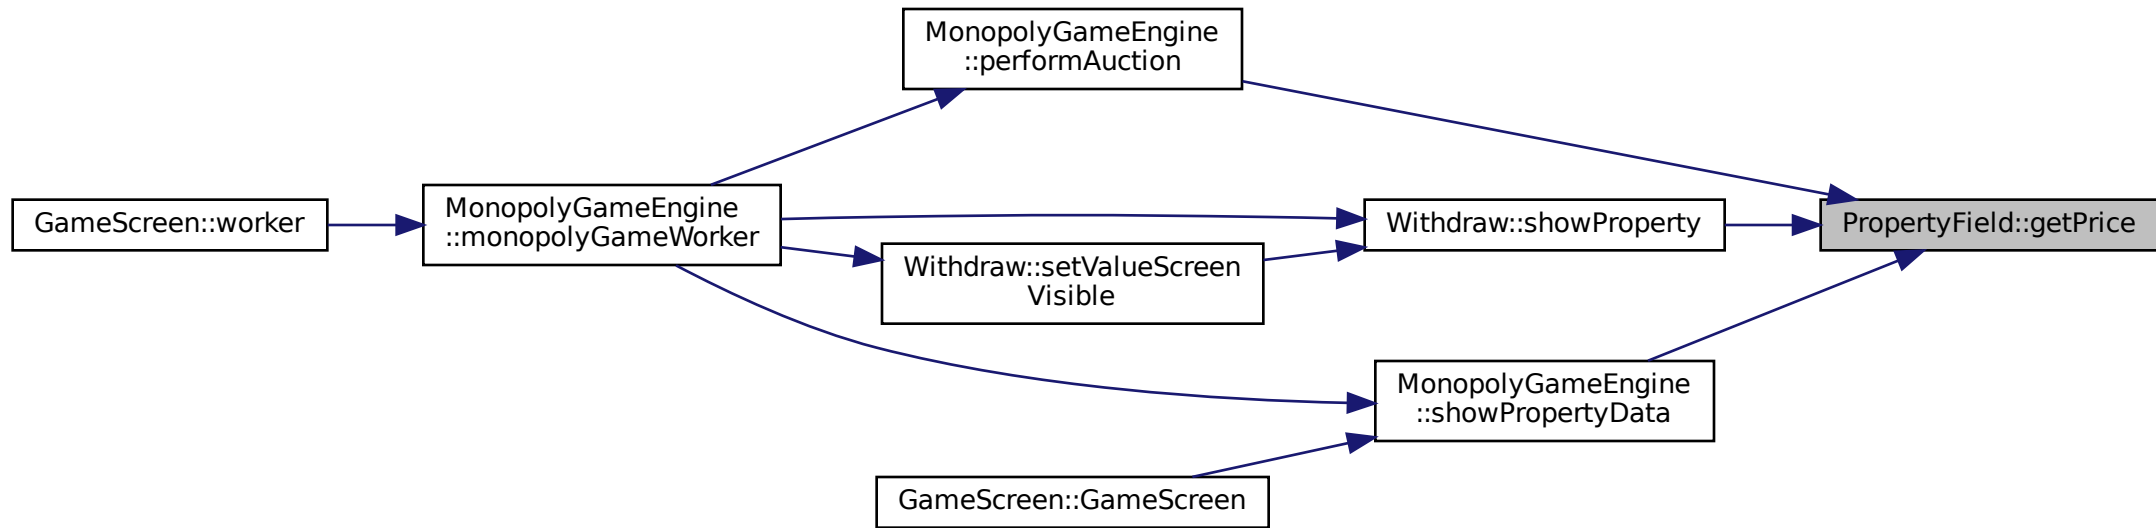 MonopolyGameEngine
::performAuction
GameScreen::worker
MonopolyGameEngine
::monopolyGameWorker
Withdraw::showProperty
PropertyField::getPrice
Withdraw::setValueScreen
Visible
MonopolyGameEngine
::showPropertyData
GameScreen::GameScreen